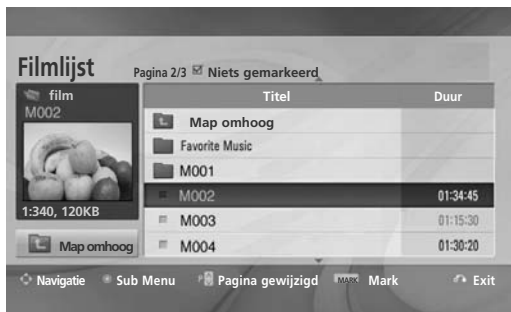 Filmlijst Pagina 2/3 Niets gemarkeerd
film
M002
1:340, 120KB
Map omhoog
Titel Duur
Map omhoog
Favorite Music
M001
M002 01:34:45
M003 01:15:30
M004 01:30:20
Navigatie Sub Menu P Pagina gewijzigd MARK Mark Exit